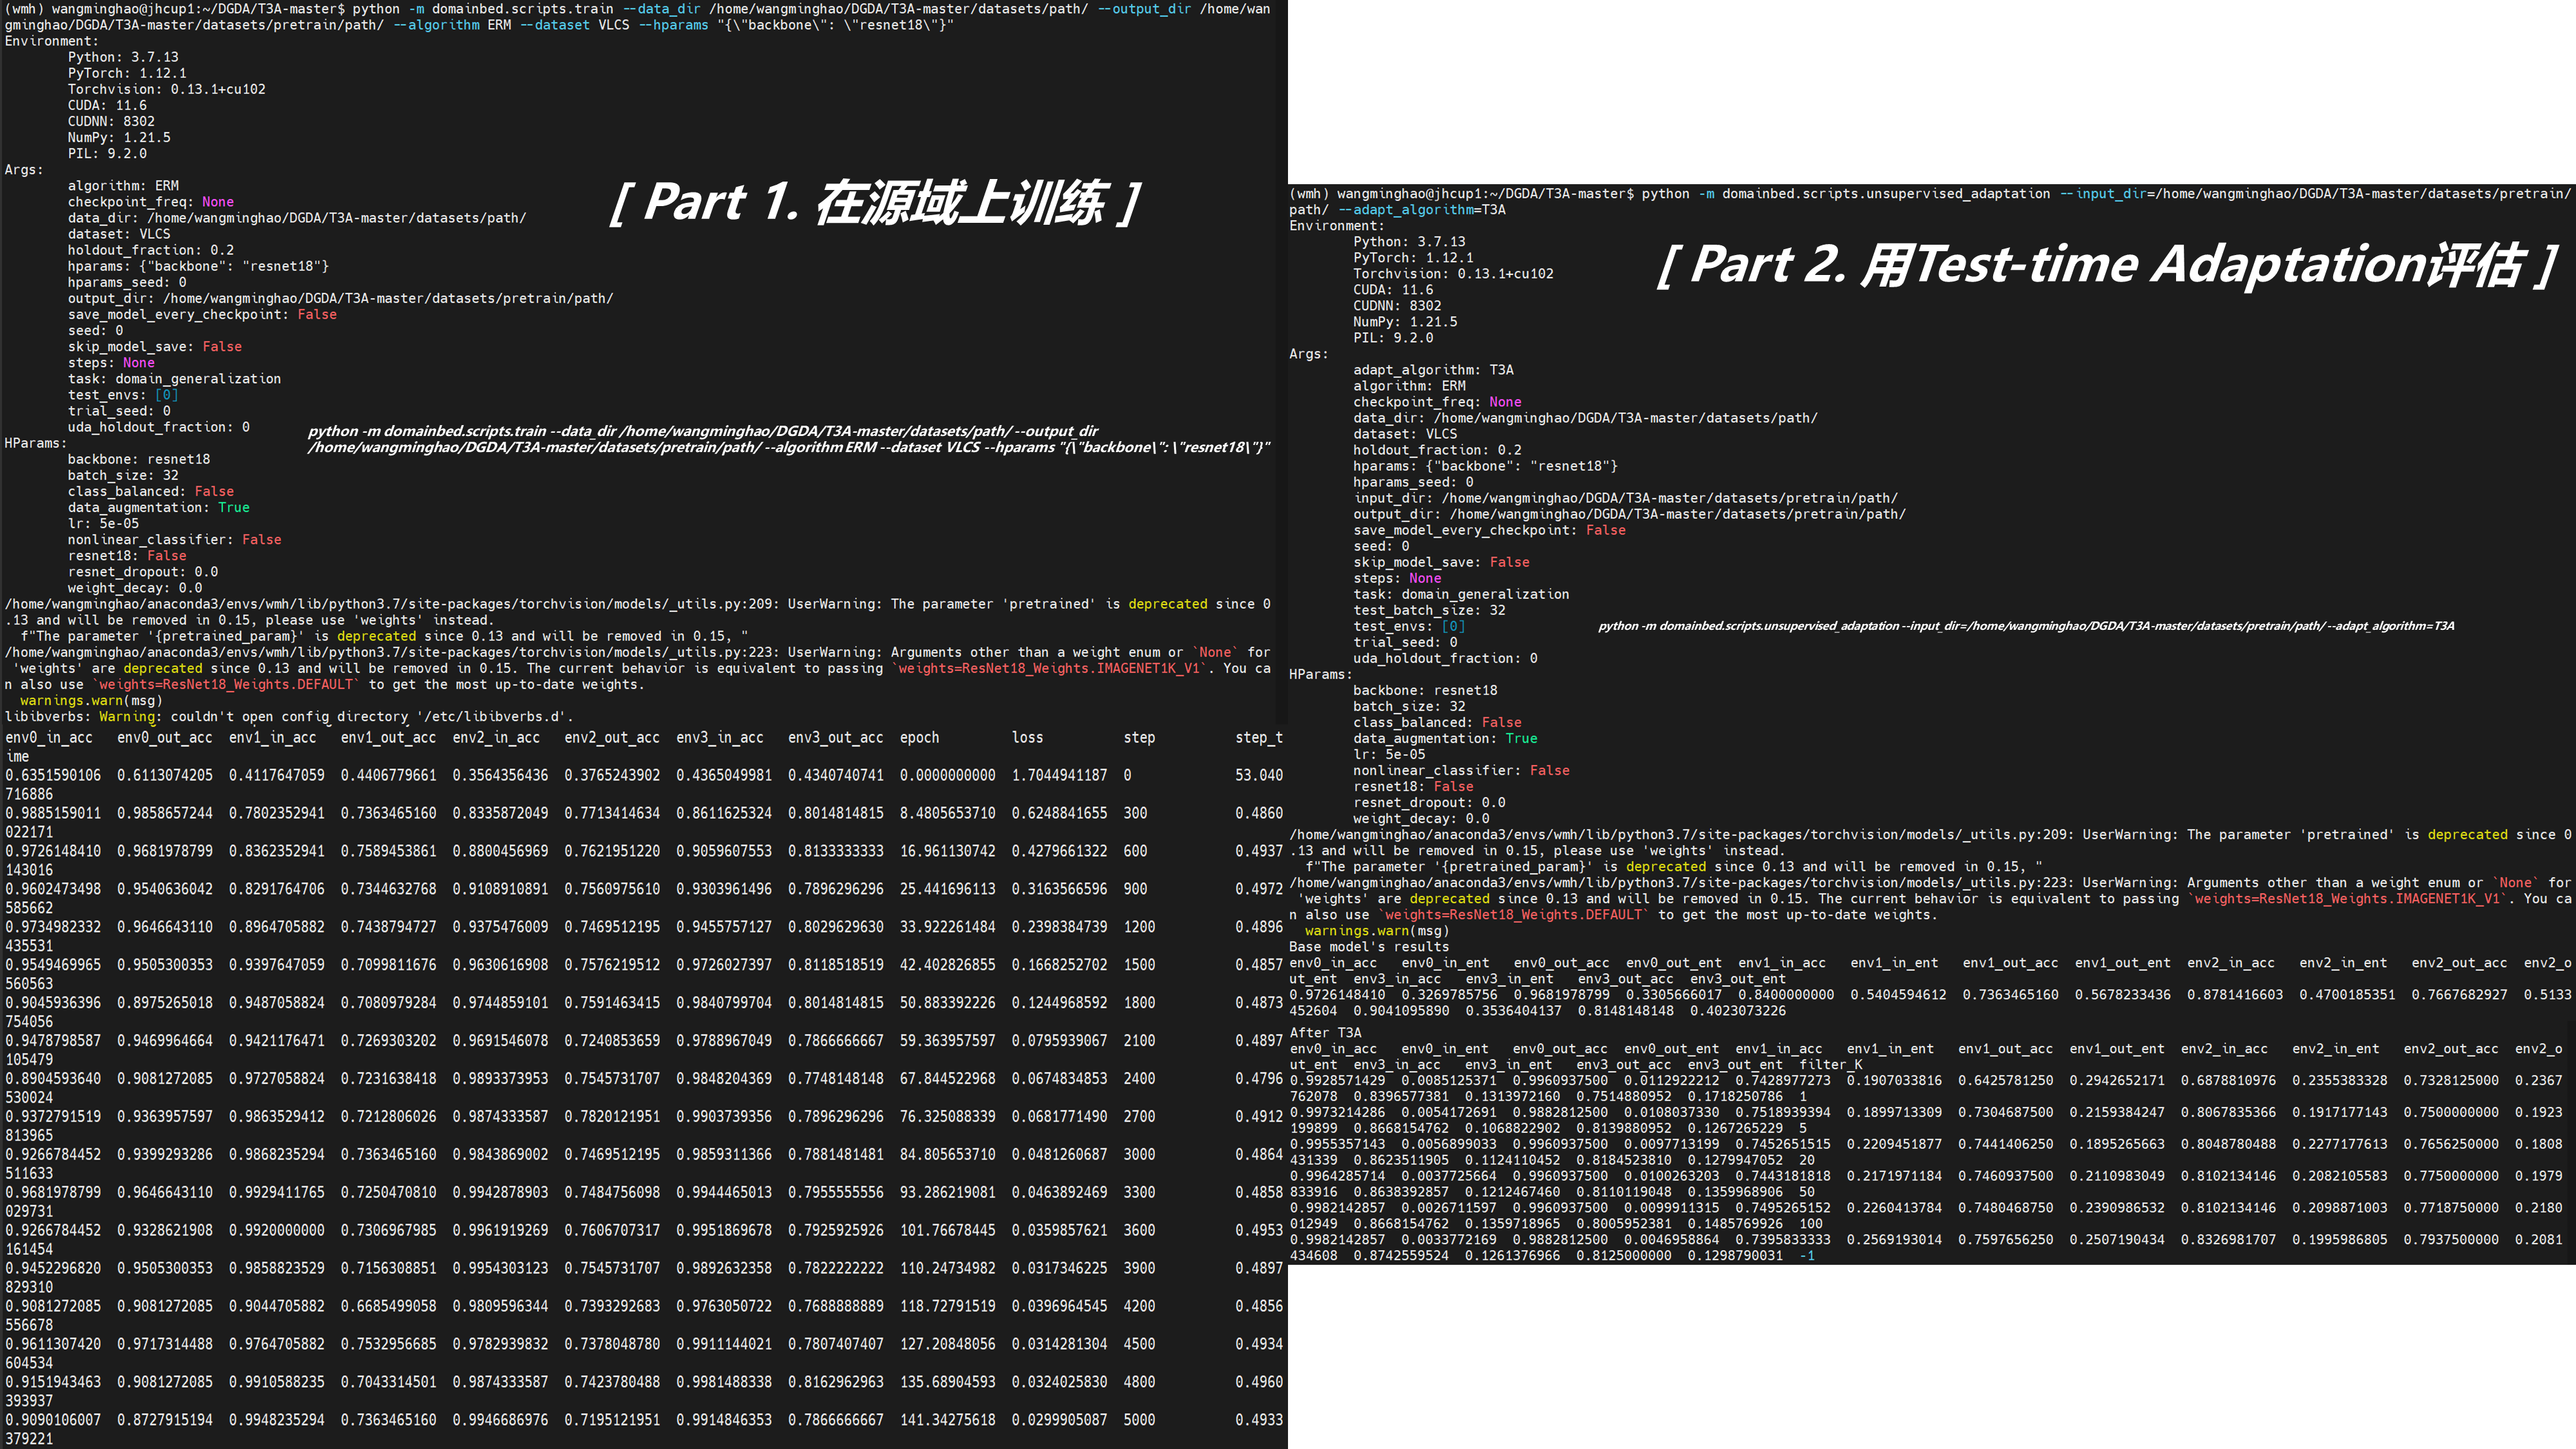 (wmh) wangminghao@jhcup1:~/DGDA/T3A-master$ python -m domainbed.scripts.train --data_dir /home/wangminghao/DGDA/T3A-master/datasets/path/ --output_dir /home/wan
gminghao/DGDA/T3A-master/datasets/pretrain/path/ --algorithm ERM --dataset VLCS --hparams "{\"backbone\": \"resnet18\"}"
Environment:
Python: 3.7.13
PyTorch: 1.12.1
Torchvision: 0.13.1+cu102
CUDA: 11.6
CUDNN: 8302
NumPy: 1.21.5
PIL: 9.2.0
Args:
algorithm: ERM
checkpoint_freq: None
data_dir: /home/wangminghao/DGDA/T3A-master/datasets/path/
dataset: VLCS
holdout_fraction: 0.2
hparams: {"backbone": "resnet18"}
hparams_seed: 0
output_dir: /home/wangminghao/DGDA/T3A-master/datasets/pretrain/path/
save_model_every_checkpoint: False
seed: 0
skip_model_save: False
steps: None
task: domain_generalization
test_envs: [0]
trial_seed: 0
uda_holdout_fraction: 0
[ Part 1. 在源域上训练 ]
python -m domainbed.scripts.train --data_dir /home/wangminghao/DGDA/T3A-master/datasets/path/ --output_dir
/home/wangminghao/DGDA/T3A-master/datasets/pretrain/path/ --algorithm ERM --dataset VLCS --hparams "{\"backbone\": \"resnet18\"}"
HParams:
backbone: resnet18
batch_size: 32
class_balanced: False
data_augmentation: True
lr: 5e-05
nonlinear_classifier: False
resnet18: False
resnet_dropout: 0.0
weight_decay: 0.0
/home/wangminghao/anaconda3/envs/wmh/lib/python3.7/site-packages/torchvision/models/_utils.py:209: UserWarning: The parameter 'pretrained' is deprecated since 0
.13 and will be removed in 0.15, please use 'weights' instead.
f"The parameter '{pretrained_param}' is deprecated since 0.13 and will be removed in 0.15, "
/home/wangminghao/anaconda3/envs/wmh/lib/python3.7/site-packages/torchvision/models/_utils.py:223: UserWarning: Arguments other than a weight enum or `None` for
'weights' are deprecated since 0.13 and will be removed in 0.15. The current behavior is equivalent to passing `weights=ResNet18_Weights.IMAGENET1K_V1`. You ca
n also use `weights=ResNet18_Weights.DEFAULT` to get the most up-to-date weights.
warnings.warn(msg)
libibverbs: Warning: couldn't open config directory '/etc/libibverbs.d'.
env0_in_acc env0_out_acc env1_in_acc env1_out_acc env2_in_acc env2_out_acc env3_in_acc env3_out_acc epoch loss step step_t
ime
0.6351590106 0.6113074205 0.4117647059 0.4406779661 0.3564356436 0.3765243902 0.4365049981 0.4340740741 0.0000000000 1.7044941187 0 53.040
716886
0.9885159011 0.9858657244 0.7802352941 0.7363465160 0.8335872049 0.7713414634 0.8611625324 0.8014814815 8.4805653710 0.6248841655 300 0.4860
022171
0.9726148410 0.9681978799 0.8362352941 0.7589453861 0.8800456969 0.7621951220 0.9059607553 0.8133333333 16.961130742 0.4279661322 600 0.4937
143016
0.9602473498 0.9540636042 0.8291764706 0.7344632768 0.9108910891 0.7560975610 0.9303961496 0.7896296296 25.441696113 0.3163566596 900 0.4972
585662
0.9734982332 0.9646643110 0.8964705882 0.7438794727 0.9375476009 0.7469512195 0.9455757127 0.8029629630 33.922261484 0.2398384739 1200 0.4896
435531
0.9549469965 0.9505300353 0.9397647059 0.7099811676 0.9630616908 0.7576219512 0.9726027397 0.8118518519 42.402826855 0.1668252702 1500 0.4857
560563
0.9045936396 0.8975265018 0.9487058824 0.7080979284 0.9744859101 0.7591463415 0.9840799704 0.8014814815 50.883392226 0.1244968592 1800 0.4873
754056
0.9478798587 0.9469964664 0.9421176471 0.7269303202 0.9691546078 0.7240853659 0.9788967049 0.7866666667 59.363957597 0.0795939067 2100 0.4897
105479
0.8904593640 0.9081272085 0.9727058824 0.7231638418 0.9893373953 0.7545731707 0.9848204369 0.7748148148 67.844522968 0.0674834853 2400 0.4796
530024
0.9372791519 0.9363957597 0.9863529412 0.7212806026 0.9874333587 0.7820121951 0.9903739356 0.7896296296 76.325088339 0.0681771490 2700 0.4912
813965
0.9266784452 0.9399293286 0.9868235294 0.7363465160 0.9843869002 0.7469512195 0.9859311366 0.7881481481 84.805653710 0.0481260687 3000 0.4864
511633
0.9681978799 0.9646643110 0.9929411765 0.7250470810 0.9942878903 0.7484756098 0.9944465013 0.7955555556 93.286219081 0.0463892469 3300 0.4858
029731
0.9266784452 0.9328621908 0.9920000000 0.7306967985 0.9961919269 0.7606707317 0.9951869678 0.7925925926 101.76678445 0.0359857621 3600 0.4953
161454
0.9452296820 0.9505300353 0.9858823529 0.7156308851 0.9954303123 0.7545731707 0.9892632358 0.7822222222 110.24734982 0.0317346225 3900 0.4897
829310
0.9081272085 0.9081272085 0.9044705882 0.6685499058 0.9809596344 0.7393292683 0.9763050722 0.7688888889 118.72791519 0.0396964545 4200 0.4856
556678
0.9611307420 0.9717314488 0.9764705882 0.7532956685 0.9782939832 0.7378048780 0.9911144021 0.7807407407 127.20848056 0.0314281304 4500 0.4934
604534
0.9151943463 0.9081272085 0.9910588235 0.7043314501 0.9874333587 0.7423780488 0.9981488338 0.8162962963 135.68904593 0.0324025830 4800 0.4960
393937
0.9090106007 0.8727915194 0.9948235294 0.7363465160 0.9946686976 0.7195121951 0.9914846353 0.7866666667 141.34275618 0.0299905087 5000 0.4933
379221
(wmh) wangminghao@jhcup1:~/DGDA/T3A-master$ python -m domainbed.scripts.unsupervised_adaptation --input_dir=/home/wangminghao/DGDA/T3A-master/datasets/pretrain/
path/ --adapt_algorithm=T3A
Environment:
Python: 3.7.13
PyTorch: 1.12.1
Torchvision: 0.13.1+cu102
CUDA: 11.6
CUDNN: 8302
NumPy: 1.21.5
PIL: 9.2.0
[ Part 2. 用Test-time Adaptation评估 ]
Args:
adapt_algorithm: T3A
algorithm: ERM
checkpoint_freq: None
data_dir: /home/wangminghao/DGDA/T3A-master/datasets/path/
dataset: VLCS
holdout_fraction: 0.2
hparams: {"backbone": "resnet18"}
hparams_seed: 0
input_dir: /home/wangminghao/DGDA/T3A-master/datasets/pretrain/path/
output_dir: /home/wangminghao/DGDA/T3A-master/datasets/pretrain/path/
save_model_every_checkpoint: False
seed: 0
skip_model_save: False
steps: None
task: domain_generalization
test_batch_size: 32
test_envs: [0]
python -m domainbed.scripts.unsupervised_adaptation --input_dir=/home/wangminghao/DGDA/T3A-master/datasets/pretrain/path/ --adapt_algorithm=T3A
trial_seed: 0
uda_holdout_fraction: 0
HParams:
backbone: resnet18
batch_size: 32
class_balanced: False
data_augmentation: True
lr: 5e-05
nonlinear_classifier: False
resnet18: False
resnet_dropout: 0.0
weight_decay: 0.0
/home/wangminghao/anaconda3/envs/wmh/lib/python3.7/site-packages/torchvision/models/_utils.py:209: UserWarning: The parameter 'pretrained' is deprecated since 0
.13 and will be removed in 0.15, please use 'weights' instead.
f"The parameter '{pretrained_param}' is deprecated since 0.13 and will be removed in 0.15, "
/home/wangminghao/anaconda3/envs/wmh/lib/python3.7/site-packages/torchvision/models/_utils.py:223: UserWarning: Arguments other than a weight enum or `None` for
'weights' are deprecated since 0.13 and will be removed in 0.15. The current behavior is equivalent to passing `weights=ResNet18_Weights.IMAGENET1K_V1`. You ca
n also use `weights=ResNet18_Weights.DEFAULT` to get the most up-to-date weights.
warnings.warn(msg)
Base model's results
env0_in_acc env0_in_ent env0_out_acc env0_out_ent env1_in_acc env1_in_ent env1_out_acc env1_out_ent env2_in_acc env2_in_ent env2_out_acc env2_o
ut_ent env3_in_acc env3_in_ent env3_out_acc env3_out_ent
0.9726148410 0.3269785756 0.9681978799 0.3305666017 0.8400000000 0.5404594612 0.7363465160 0.5678233436 0.8781416603 0.4700185351 0.7667682927 0.5133
452604 0.9041095890 0.3536404137 0.8148148148 0.4023073226
After T3A
env0_in_acc env0_in_ent env0_out_acc env0_out_ent env1_in_acc env1_in_ent env1_out_acc env1_out_ent env2_in_acc env2_in_ent env2_out_acc env2_o
ut_ent env3_in_acc env3_in_ent env3_out_acc env3_out_ent filter_K
0.9928571429 0.0085125371 0.9960937500 0.0112922212 0.7428977273 0.1907033816 0.6425781250 0.2942652171 0.6878810976 0.2355383328 0.7328125000 0.2367
762078 0.8396577381 0.1313972160 0.7514880952 0.1718250786 1
0.9973214286 0.0054172691 0.9882812500 0.0108037330 0.7518939394 0.1899713309 0.7304687500 0.2159384247 0.8067835366 0.1917177143 0.7500000000 0.1923
199899 0.8668154762 0.1068822902 0.8139880952 0.1267265229 5
0.9955357143 0.0056899033 0.9960937500 0.0097713199 0.7452651515 0.2209451877 0.7441406250 0.1895265663 0.8048780488 0.2277177613 0.7656250000 0.1808
431339 0.8623511905 0.1124110452 0.8184523810 0.1279947052 20
0.9964285714 0.0037725664 0.9960937500 0.0100263203 0.7443181818 0.2171971184 0.7460937500 0.2110983049 0.8102134146 0.2082105583 0.7750000000 0.1979
833916 0.8638392857 0.1212467460 0.8110119048 0.1359968906 50
0.9982142857 0.0026711597 0.9960937500 0.0099911315 0.7495265152 0.2260413784 0.7480468750 0.2390986532 0.8102134146 0.2098871003 0.7718750000 0.2180
012949 0.8668154762 0.1359718965 0.8005952381 0.1485769926 100
0.9982142857 0.0033772169 0.9882812500 0.0046958864 0.7395833333 0.2569193014 0.7597656250 0.2507190434 0.8326981707 0.1995986805 0.7937500000 0.2081
434608 0.8742559524 0.1261376966 0.8125000000 0.1298790031 -1